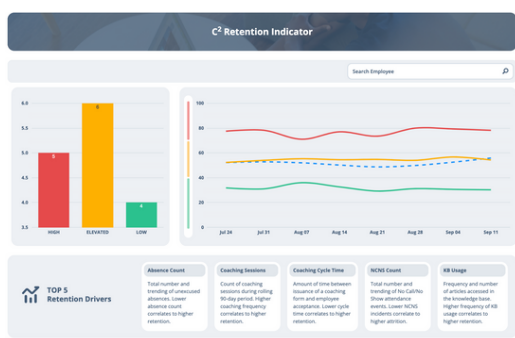 C² Retention Indicator
Search Employee
6.0
5.5
5.0
4.5
4.0
3.5
5
6
4
HIGH ELEVATED LOW
100
80
60
40
20
0
Jul 24 Jul 31 Aug 07 Aug 14 Aug 21 Aug 28 Sep 04 Sep 11
TOP 5
Retention Drivers
Absence Count
Total number and
trending of unexcused
absences. Lower
absence count
correlates to higher
retention.
Coaching Sessions
Count of coaching
sessions during rolling
90-day period. Higher
coaching frequency
correlates to higher
retention.
Coaching Cycle Time
Amount of time between
issuance of a coaching
form and employee
acceptance. Lower cycle
time correlates to higher
retention.
NCNS Count
Total number and
trending of No Call/No
Show attendance
events. Lower NCNS
incidents correlate to
higher attrition.
KB Usage
Frequency and number
of articles accessed in
the knowledge base.
Higher frequency of KB
usage correlates to
higher retention.